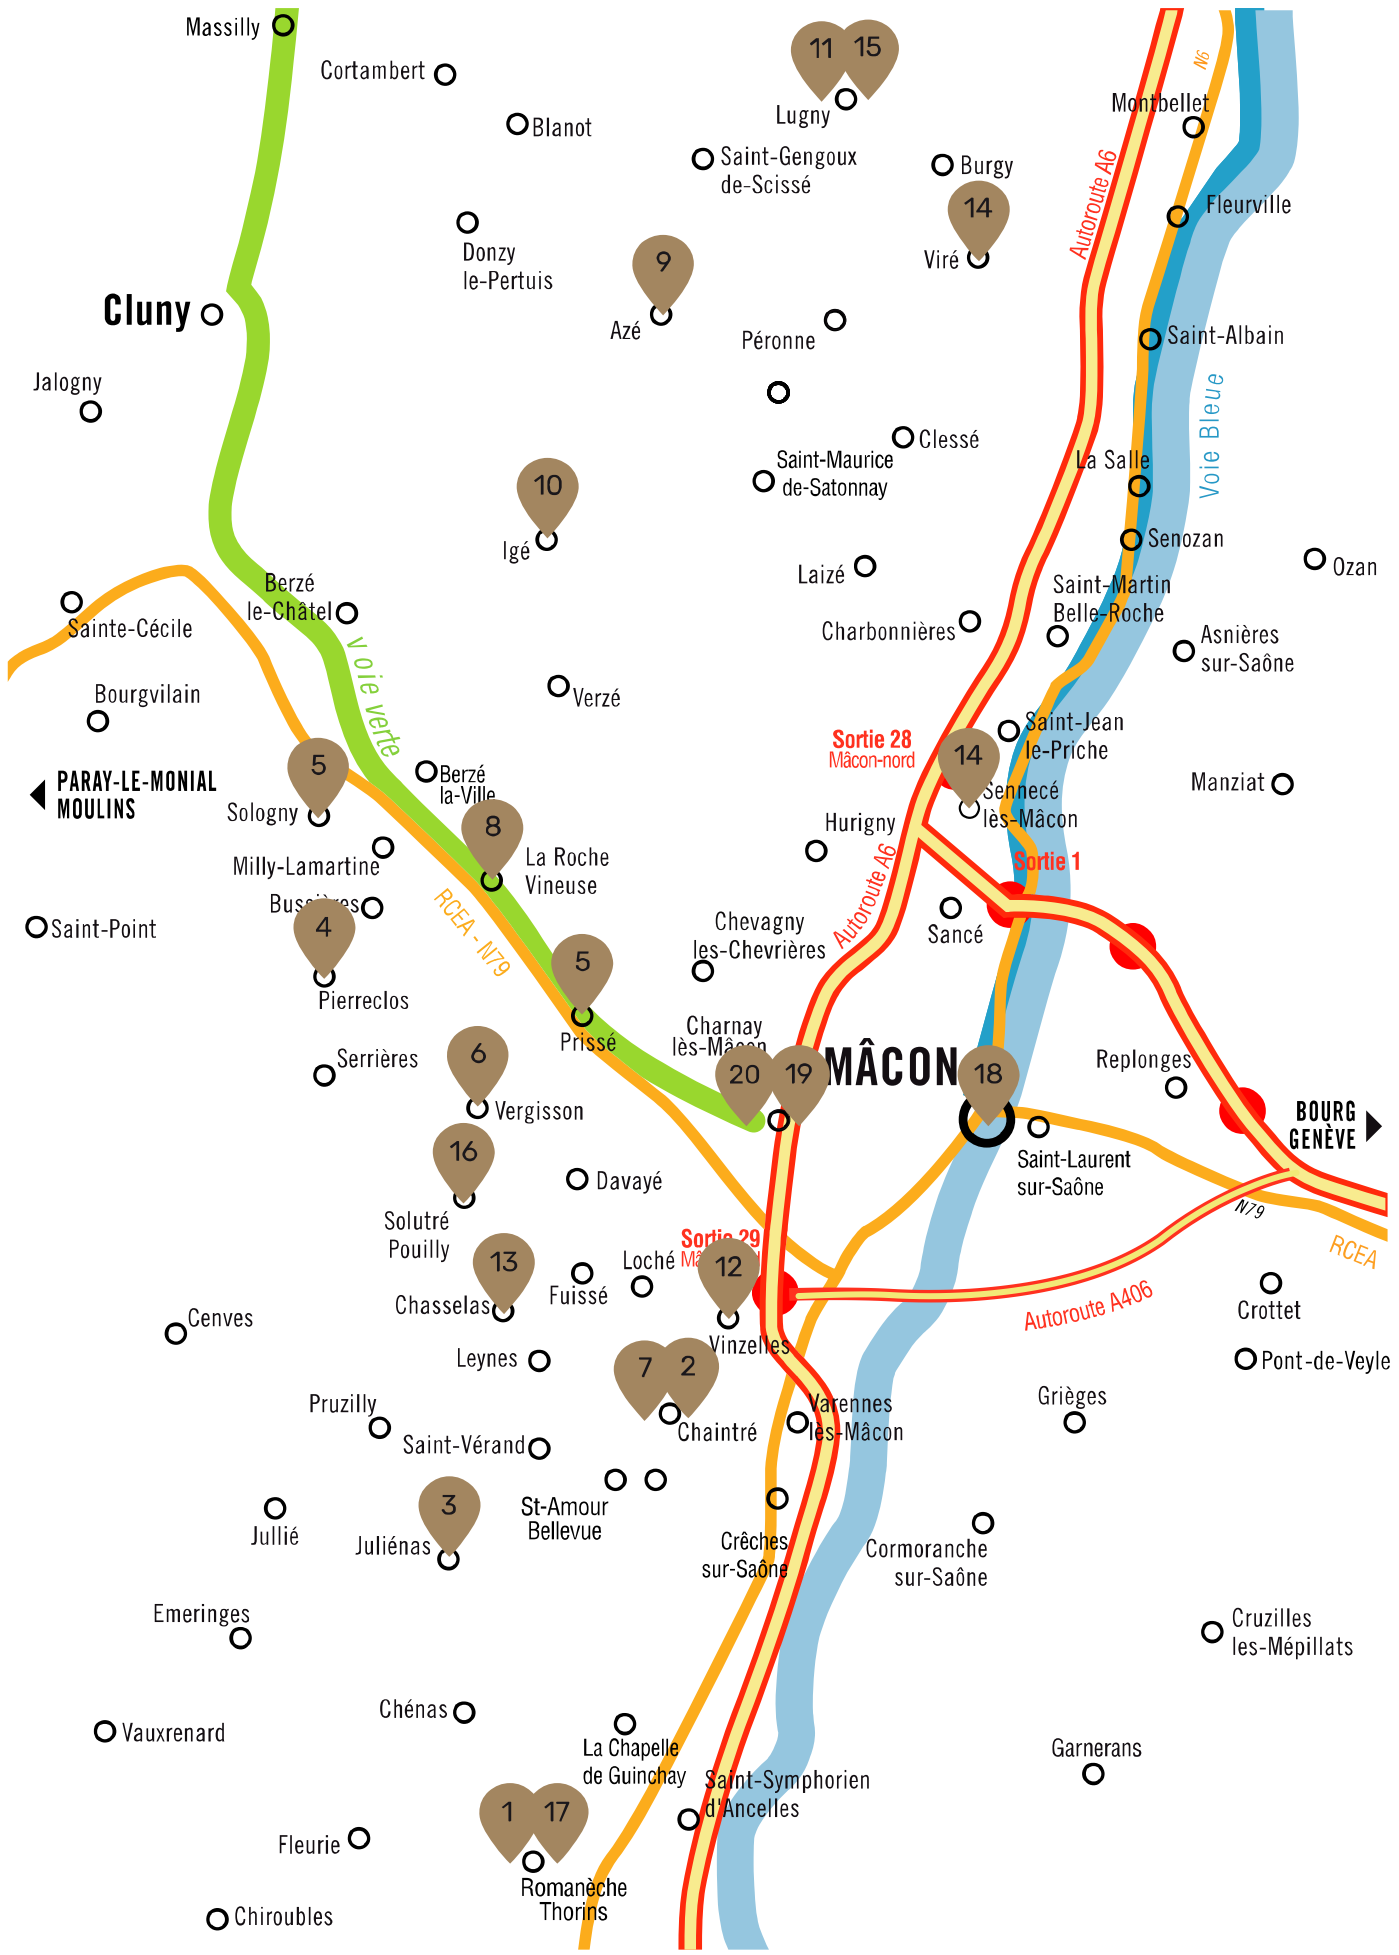 Massilly
Cortambert
11
15
Lugny
N6
Montbellet
Blanot
Saint-Gengoux
de-Scissé
Burgy
Autoroute A6
14
Viré
Fleurville
Donzy
le-Pertuis
9
Azé
Cluny
Péronne
Saint-Albain
Jalogny
Voie Bleue
Clessé
Saint-Maurice
de-Satonnay
La Salle
10
Igé
Senozan
Ozan
Laizé
Berzé
le-Châtel
Saint-Martin
Belle-Roche
Sainte-Cécile
Charbonnières
Asnières
sur-Saône
voie verte
Bourgvilain
Verzé
Saint-Jean
le-Priche
Sortie 28
Mâcon-nord
14
Sennecé
lès-Mâcon
PARAY-LE-MONIAL
MOULINS
5
Sologny
Berzé
la-Ville
Manziat
8
La Roche
Vineuse
Hurigny
Autoroute A6
Sortie 1
Milly-Lamartine
Bussières
4
Pierreclos
Saint-Point
RCEA - N79
Chevagny
les-Chevrières
Sancé
5
Prissé
Charnay
lès-Mâcon
20
19
MÂCON
18
Serrières
6
Vergisson
Replonges
BOURG
GENÈVE
16
Solutré
Pouilly
Davayé
Saint-Laurent
sur-Saône
N79
RCEA
Sortie 29
12
Vinzelles
13
Chasselas
Fuissé
Loché
Autoroute A406
Crottet
Cenves
Leynes
Pont-de-Veyle
7
2
Chaintré
Pruzilly
Varennes
lès-Mâcon
Grièges
Saint-Vérand
3
Juliénas
St-Amour
Bellevue
Jullié
Crêches
sur-Saône
Cormoranche
sur-Saône
Emeringes
Cruzilles
les-Mépillats
Chénas
Vauxrenard
La Chapelle
de Guinchay
Garnerans
Saint-Symphorien
d'Ancelles
1
17
Romanèche
Thorins
Fleurie
Chiroubles